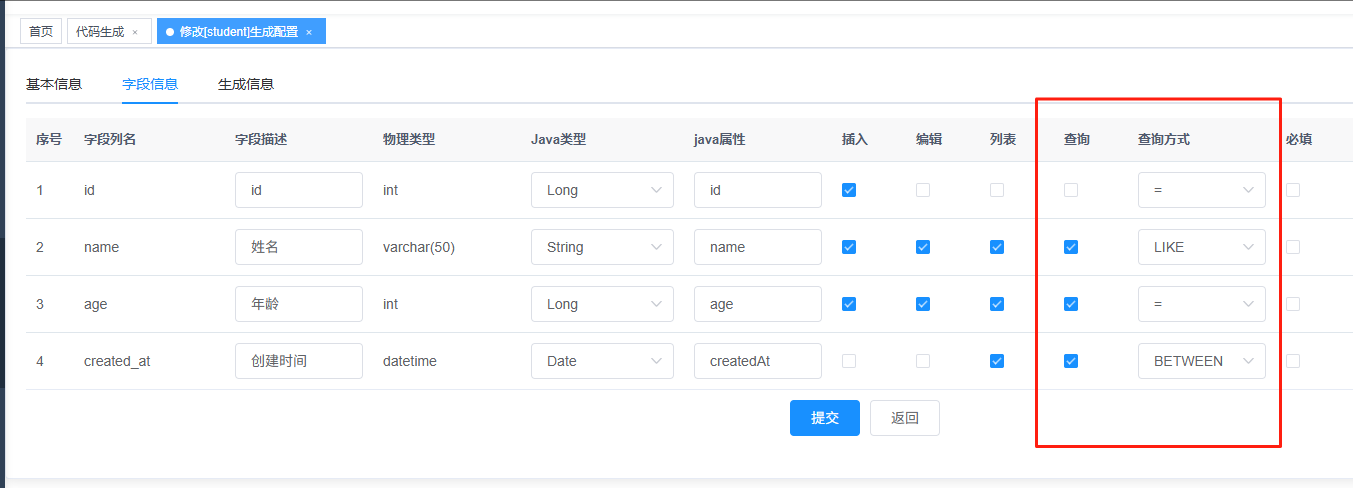 首页 代码生成 × 修改[student]生成配置 ×
基本信息 字段信息 生成信息
序号 字段列名 字段描述 物理类型 Java类型 java属性 插入 编辑 列表 查询 查询方式 必填
1 id id int Long id =
2 name 姓名 varchar(50) String name LIKE
3 age 年龄 int Long age =
4 created_at 创建时间 datetime Date createdAt BETWEEN
提交 返回